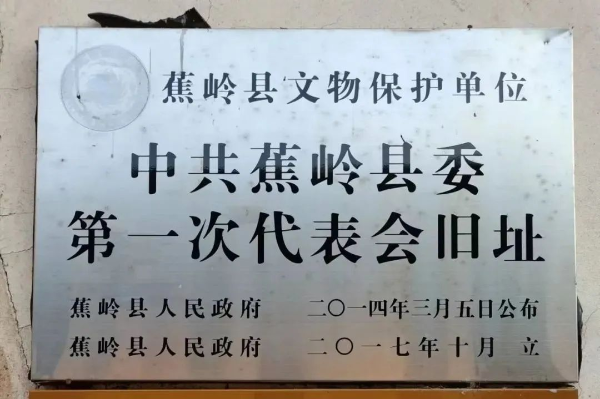 蕉岭县文物保护单位
中共蕉岭县委
第一次代表会旧址
蕉岭县人民政府 二〇一四年三月五日公布
蕉岭县人民政府 二〇一七年十月 立